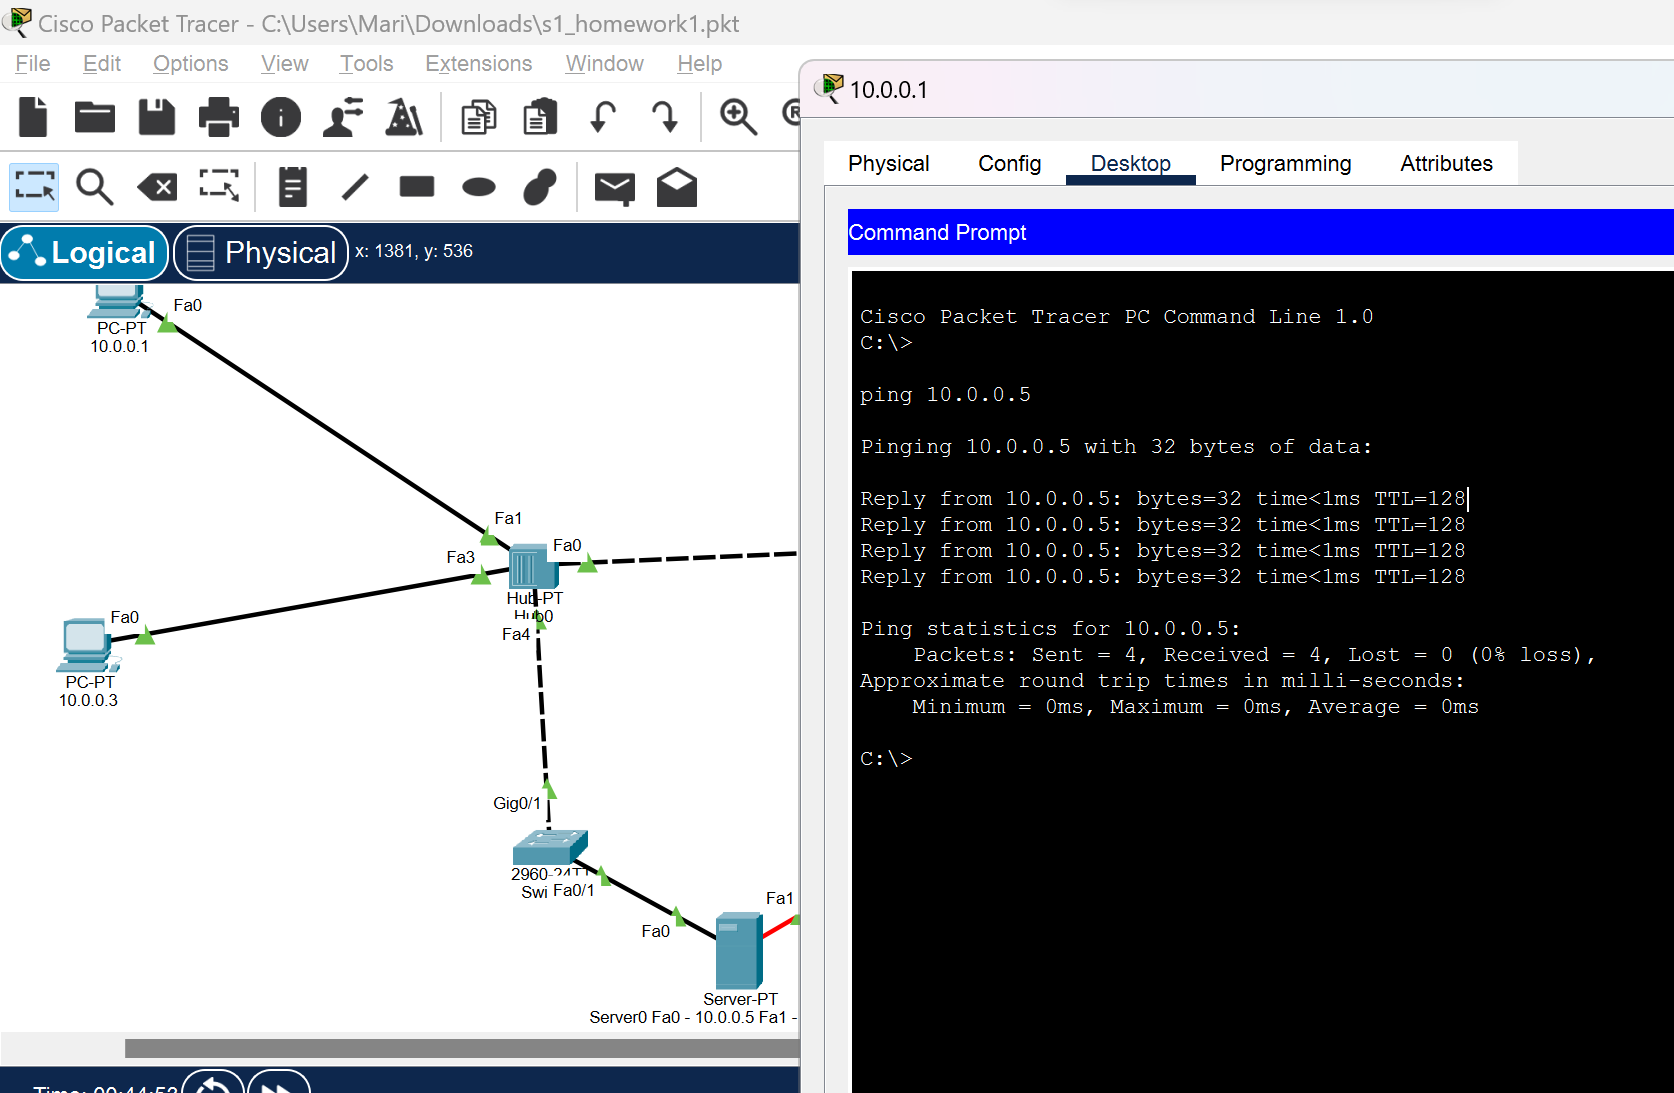 Cisco Packet Tracer - C:\Users\Mari\Downloads\s1_homework1.pkt
File Edit Options View Tools Extensions Window Help
Logical Physical x: 1381, y: 536
Fa0
PC-PT
10.0.0.1
Fa1
Fa3
Fa0
Hub-PT
Hub0
Fa4
Fa0
PC-PT
10.0.0.3
Gig0/1
2960-24TT
Swi Fa0/1
Fa1
Fa0
Server-PT
Server0 Fa0 - 10.0.0.5 Fa1 -
Time: 00:44:52
10.0.0.1
Physical Config Desktop Programming Attributes
Command Prompt
Cisco Packet Tracer PC Command Line 1.0
C:\>
ping 10.0.0.5
Pinging 10.0.0.5 with 32 bytes of data:
Reply from 10.0.0.5: bytes=32 time<1ms TTL=128
Reply from 10.0.0.5: bytes=32 time<1ms TTL=128
Reply from 10.0.0.5: bytes=32 time<1ms TTL=128
Reply from 10.0.0.5: bytes=32 time<1ms TTL=128
Ping statistics for 10.0.0.5:
Packets: Sent = 4, Received = 4, Lost = 0 (0% loss),
Approximate round trip times in milli-seconds:
Minimum = 0ms, Maximum = 0ms, Average = 0ms
C:\>